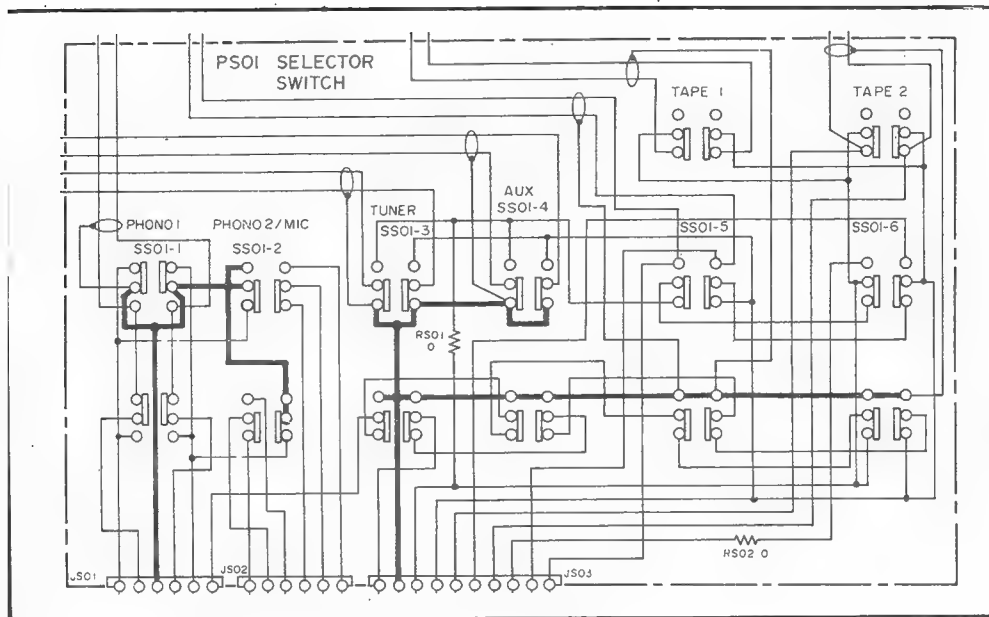 PS01 SELECTOR
SWITCH
TAPE 1
TAPE 2
PHONO 1
SS01-1
PHONO 2/MIC
SS01-2
TUNER
SS01-3
AUX
SS01-4
SS01-5
SS01-6
RS01
0
RS02 0
JS01
JS02
JS03